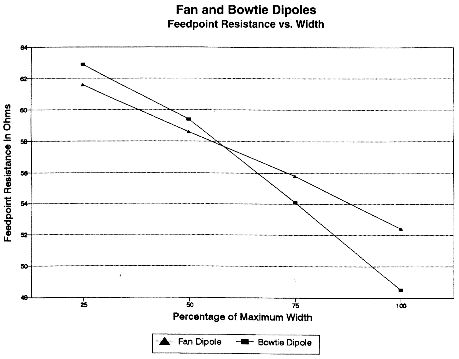 Fan and Bowtie Dipoles
Feedpoint Resistance vs. Width
Feedpoint Resistance in Ohms
64
62
60
58
56
54
52
50
48
25
50
75
100
Percentage of Maximum Width
Fan Dipole
Bowtie Dipole